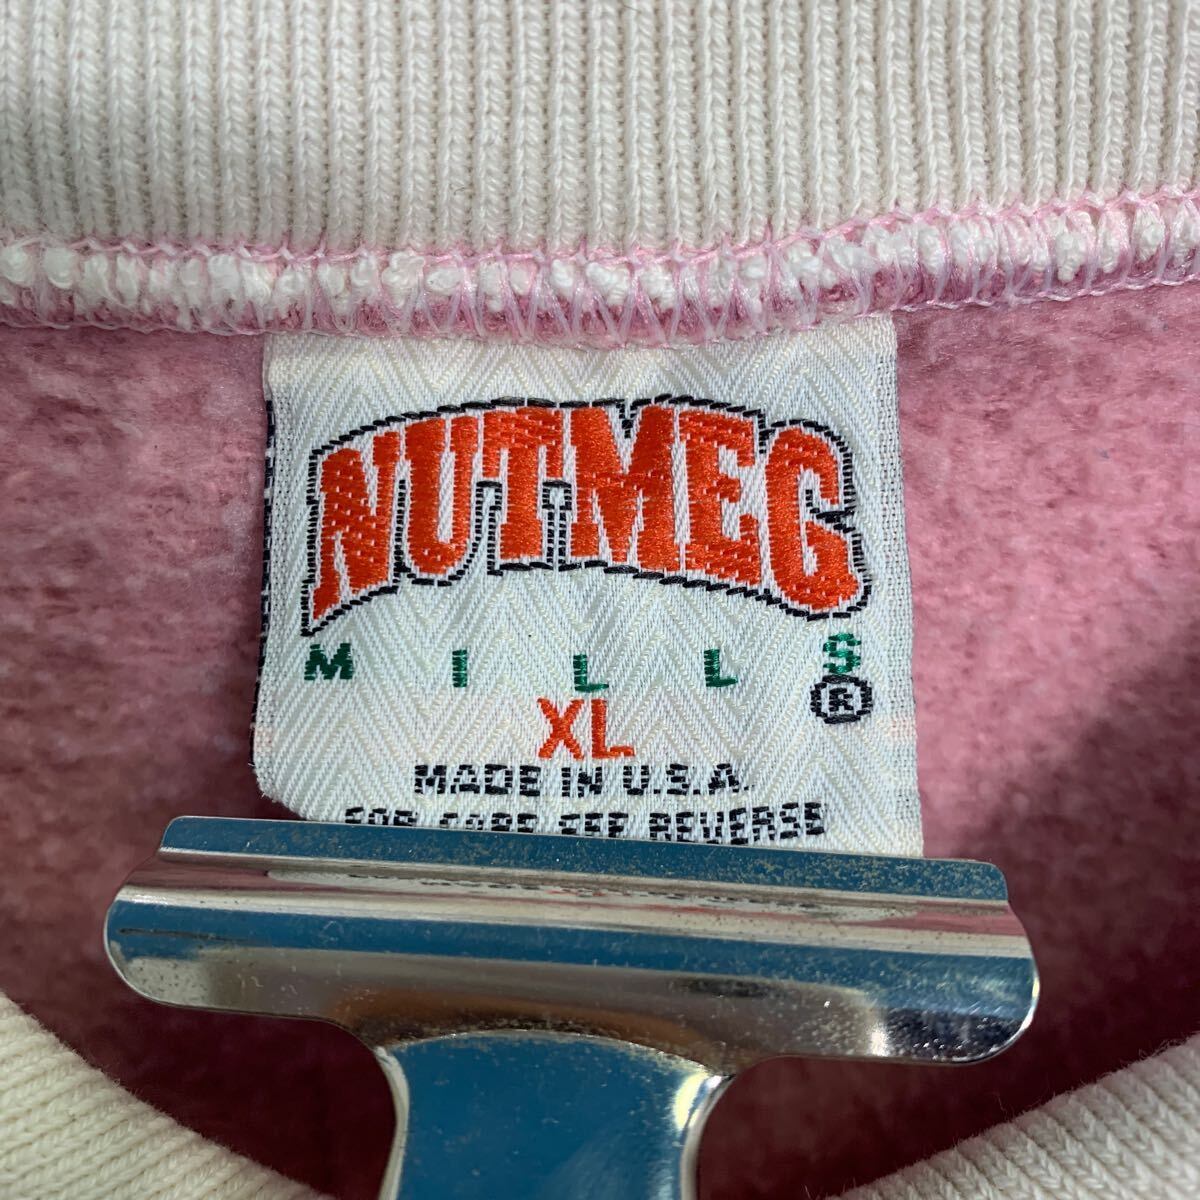 NUTMEG
MILLS
®
XL
MADE IN U.S.A.
FOR CARE SEE REVERSE